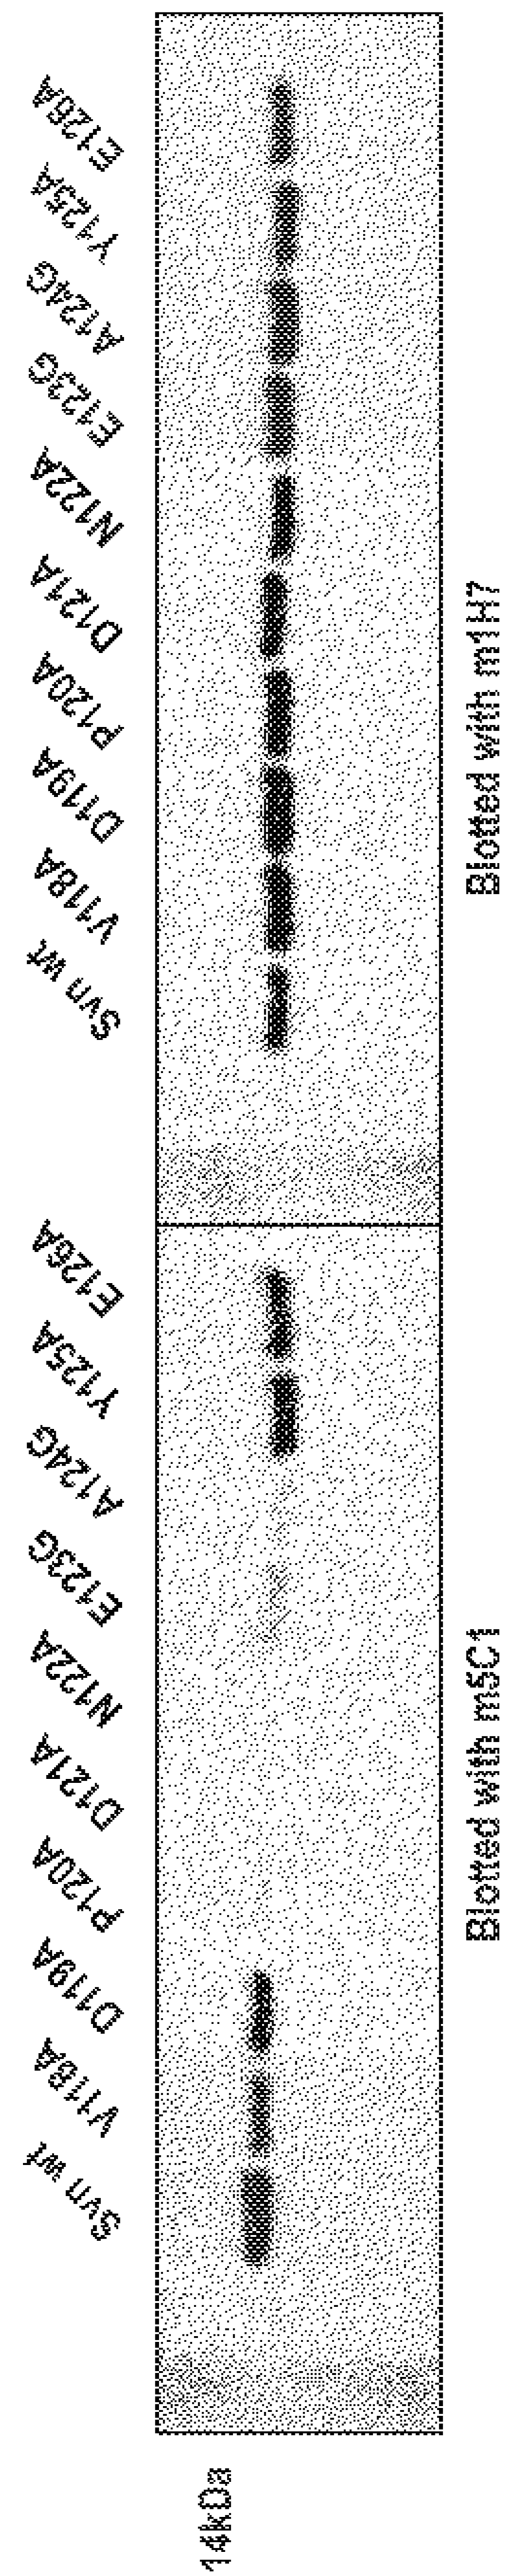 14kDa
Syn wt V118A D119A P120A D121A N122A E123G A124G Y125A E126A
Syn wt V118A D119A P120A D121A N122A E123G A124G Y125A E126A
Blotted with m5C1
Blotted with m1H7